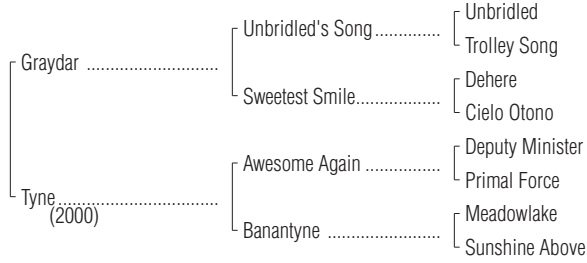 Unbridled
Unbridled's Song..............
Trolley Song
Graydar ............................
Dehere
Sweetest Smile..................
Cielo Otono
Deputy Minister
Awesome Again ................
Primal Force
Tyne..................................
(2000)
Meadowlake
Banantyne ........................
Sunshine Above